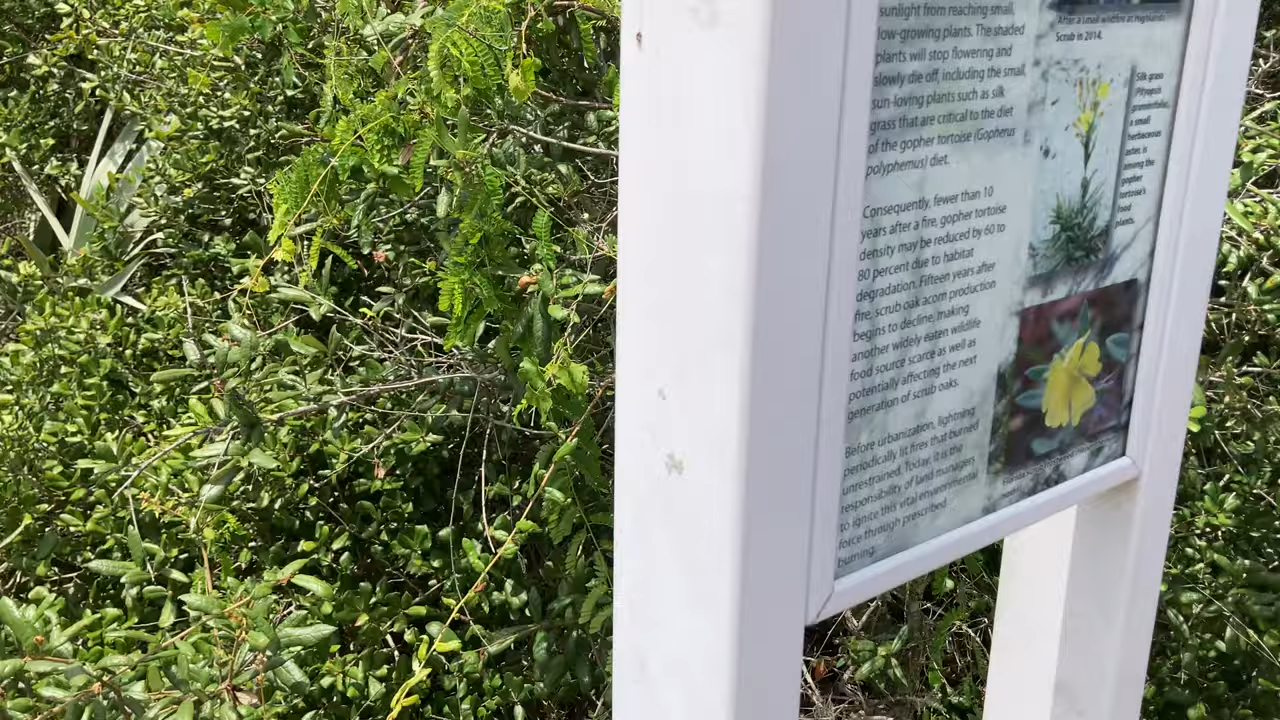 sunlight from reaching small,
low-growing plants. The shaded
plants will stop flowering and
slowly die off, including the small,
sun-loving plants such as silk
grass that are critical to the diet
of the gopher tortoise (Gopherus
polyphemus) diet.
Consequently, fewer than 10
years after a fire, gopher tortoise
density may be reduced by 60 to
80 percent due to habitat
degradation. Fifteen years after
fire, scrub oak acorn production
begins to decline, making
another widely eaten wildlife
food source scarce as well as
potentially affecting the next
generation of scrub oaks.
Before urbanization, lightning
periodically lit fires that burned
unrestrained. Today, it is the
responsibility of land managers
to ignite this vital environmental
force through prescribed
burning.
After a small wildfire at Highlands
Scrub in 2014.
Silk grass
(Pityopsis
graminifolia),
a small
herbaceous
aster, is
among the
gopher
tortoise's
food
plants.